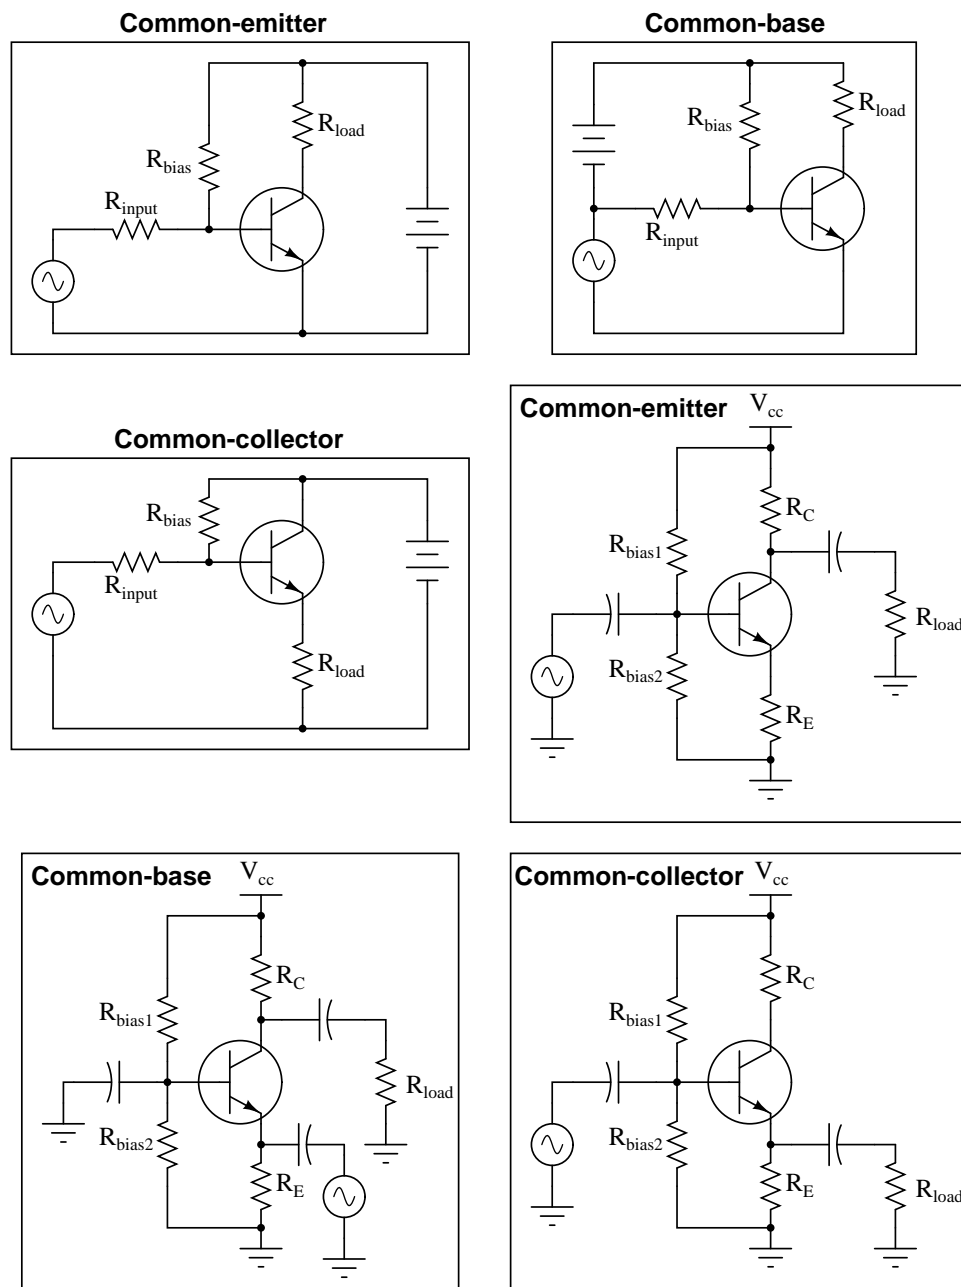 Common-emitter
R_load
R_bias
R_input
Common-base
R_load
R_bias
R_input
Common-collector
R_bias
R_input
R_load
Common-emitter
V_cc
R_C
R_bias1
R_load
R_bias2
R_E
Common-base
V_cc
R_C
R_bias1
R_load
R_bias2
R_E
Common-collector
V_cc
R_C
R_bias1
R_bias2
R_E
R_load